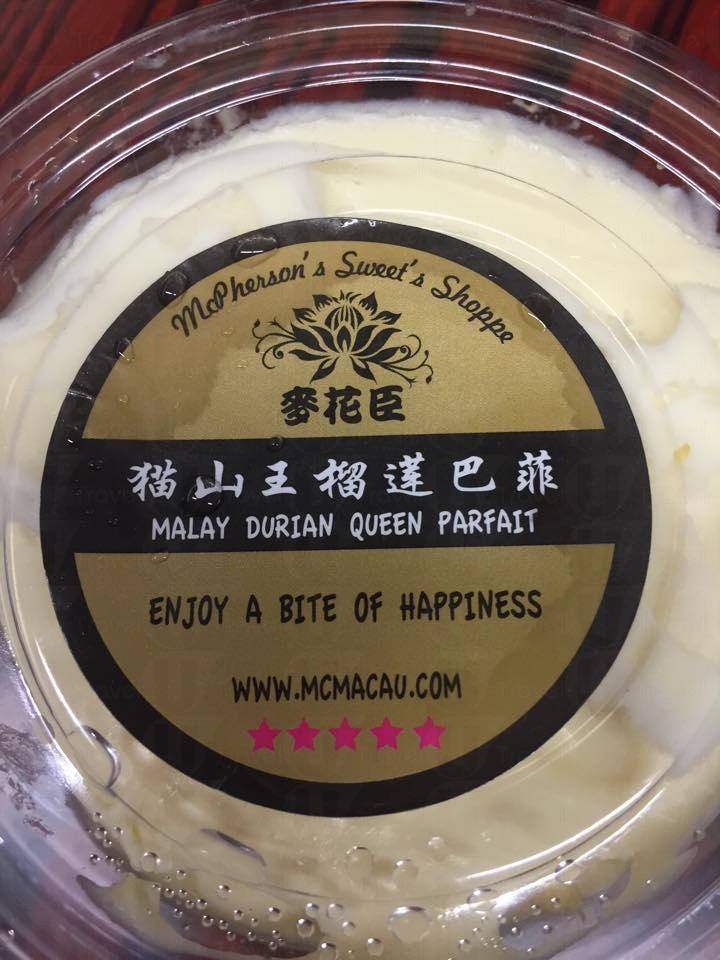 McPherson's Sweet's Shoppe
麥花臣
猫山王榴莲巴菲
MALAY DURIAN QUEEN PARFAIT
ENJOY A BITE OF HAPPINESS
WWW.MCMACAU.COM